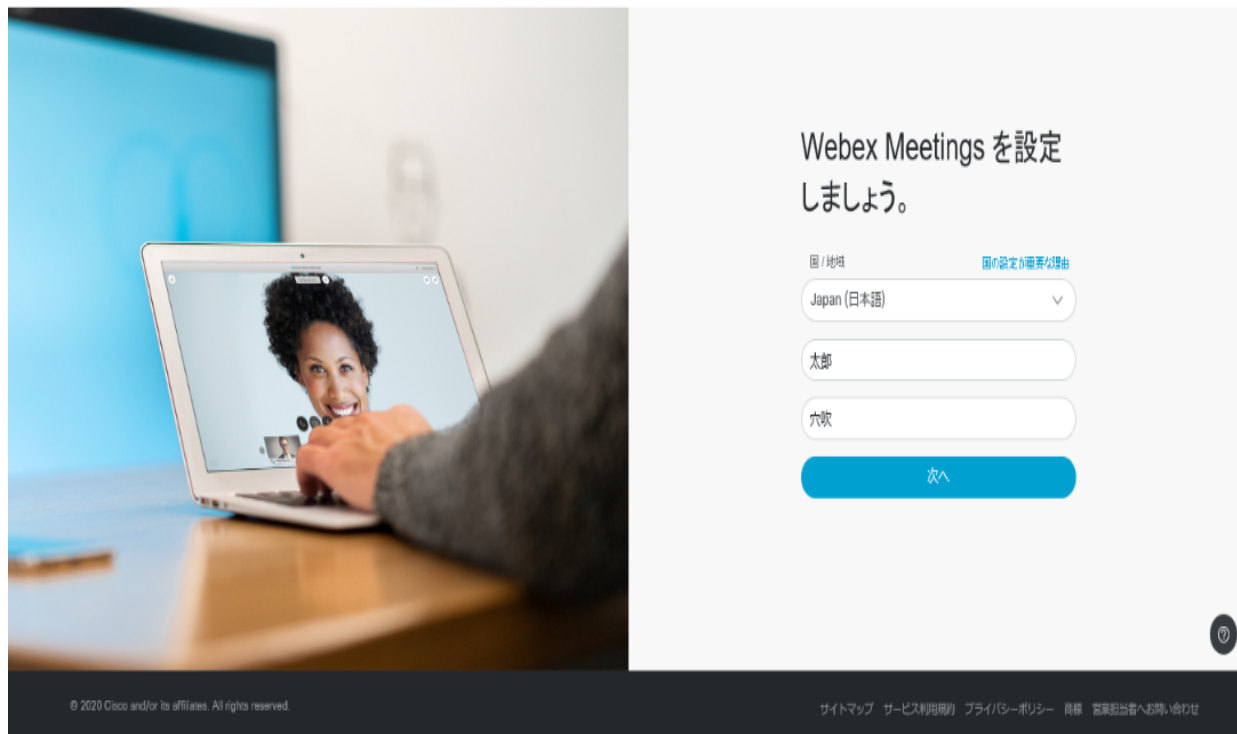 Webex Meetings を設定
しましょう。
国 / 地域 国の設定が重要な理由
Japan (日本語)
太郎
穴吹
次へ
© 2020 Cisco and/or its affiliates. All rights reserved. サイトマップ サービス利用規約 プライバシーポリシー 商標 営業担当者へお問い合わせ